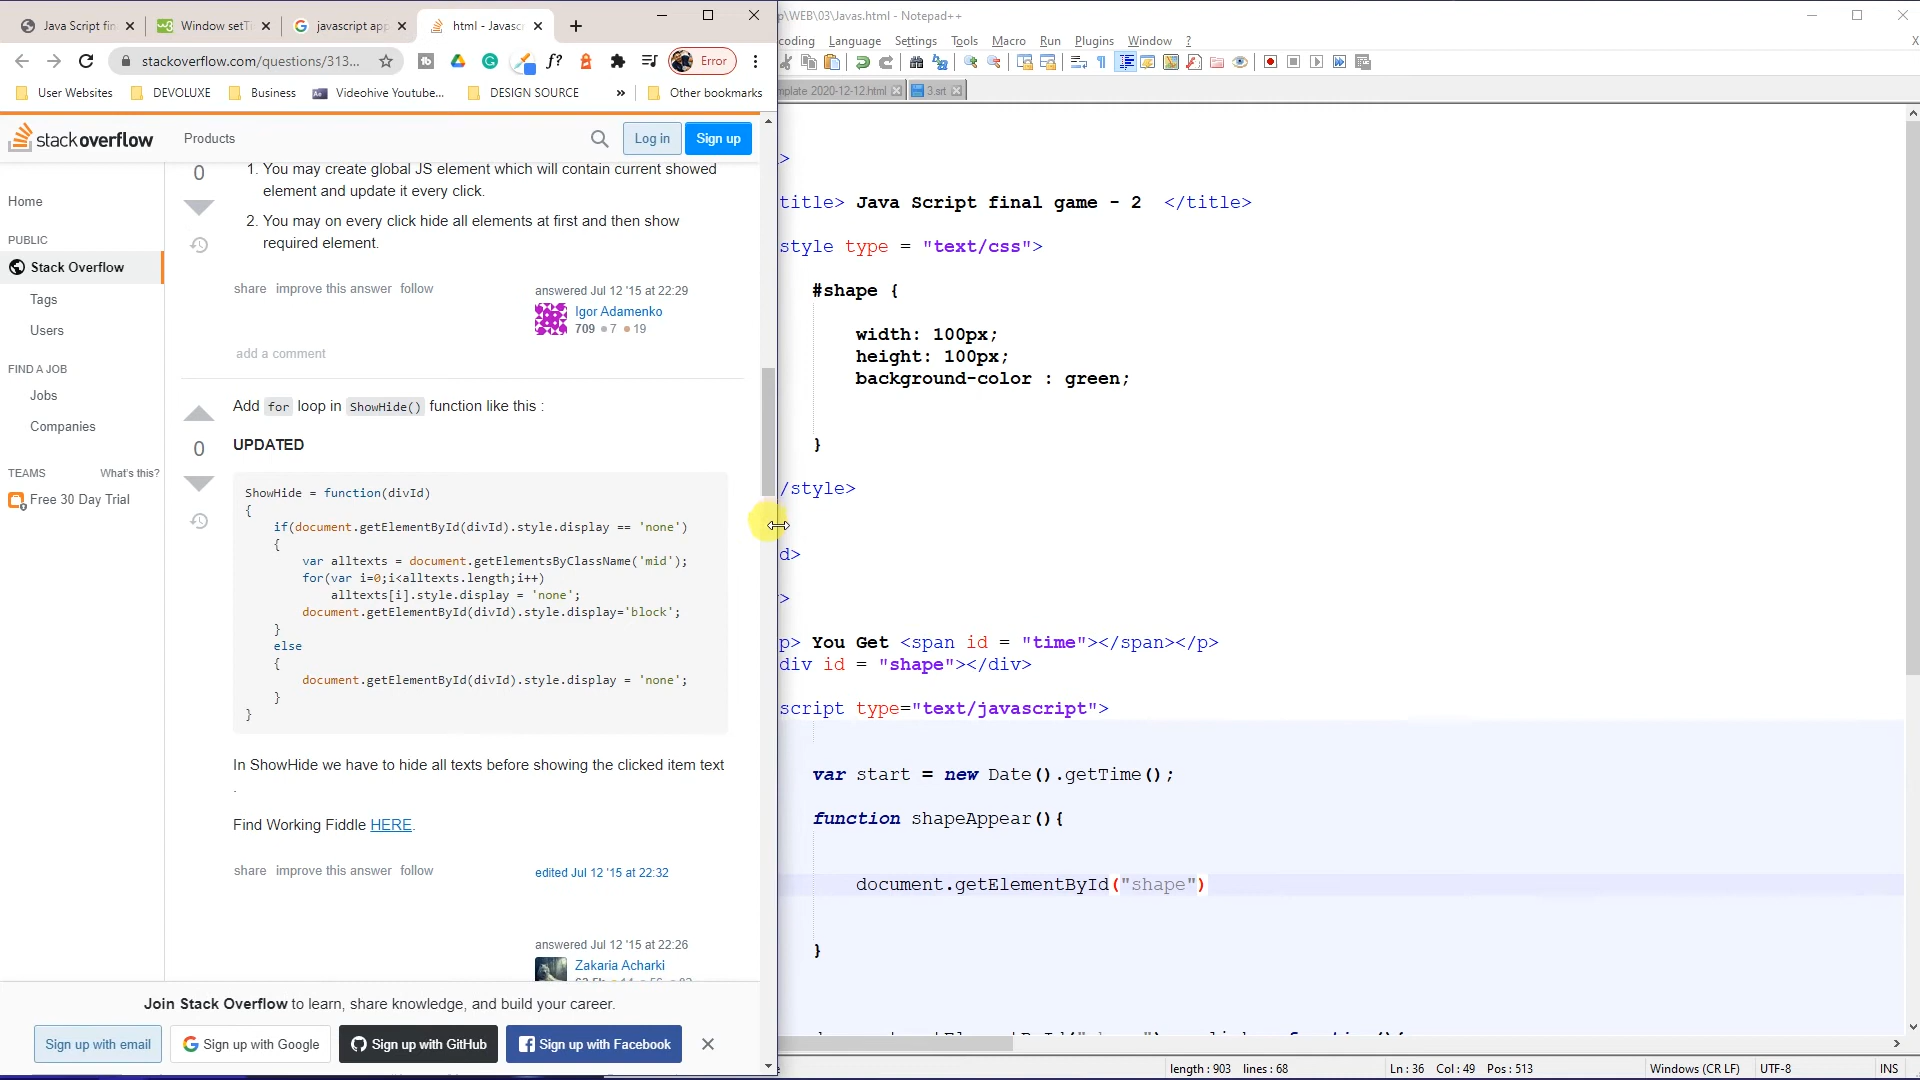 Java Script fin
Window setTi
javascript app
html - Javasc
stackoverflow.com/questions/313...
f?
Error
User Websites
DEVOLUXE
Business
Videohive Youtube...
DESIGN SOURCE
»
Other bookmarks
stackoverflow
Products
Log in
Sign up
Home
PUBLIC
Stack Overflow
Tags
Users
FIND A JOB
Jobs
Companies
TEAMS
What's this?
Free 30 Day Trial
0
1. You may create global JS element which will contain current showed
element and update it every click.
2. You may on every click hide all elements at first and then show
required element.
share improve this answer follow
answered Jul 12 '15 at 22:29
Igor Adamenko
709 7 19
add a comment
0
Add for loop in ShowHide() function like this :
UPDATED
ShowHide = function(divId)
{
if(document.getElementById(divId).style.display == 'none')
{
var alltexts = document.getElementsByClassName('mid');
for(var i=0;i<alltexts.length;i++)
alltexts[i].style.display = 'none';
document.getElementById(divId).style.display='block';
}
else
{
document.getElementById(divId).style.display = 'none';
}
}
In ShowHide we have to hide all texts before showing the clicked item text
.
Find Working Fiddle HERE.
share improve this answer follow
edited Jul 12 '15 at 22:32
answered Jul 12 '15 at 22:26
Zakaria Acharki
Join Stack Overflow to learn, share knowledge, and build your career.
Sign up with email
Sign up with Google
Sign up with GitHub
Sign up with Facebook
p\WEB\03\Javas.html - Notepad++
coding Language Settings Tools Macro Run Plugins Window ?
X
mplate 2020-12-12.html
3.srt
>
title> Java Script final game - 2 </title>
style type = "text/css">
#shape {
width: 100px;
height: 100px;
background-color : green;
}
/style>
d>
>
p> You Get <span id = "time"></span></p>
div id = "shape"></div>
script type="text/javascript">
var start = new Date().getTime();
function shapeAppear(){
document.getElementById("shape")
}
length : 903 lines : 68
Ln : 36 Col : 49 Pos : 513
Windows (CR LF)
UTF-8
INS